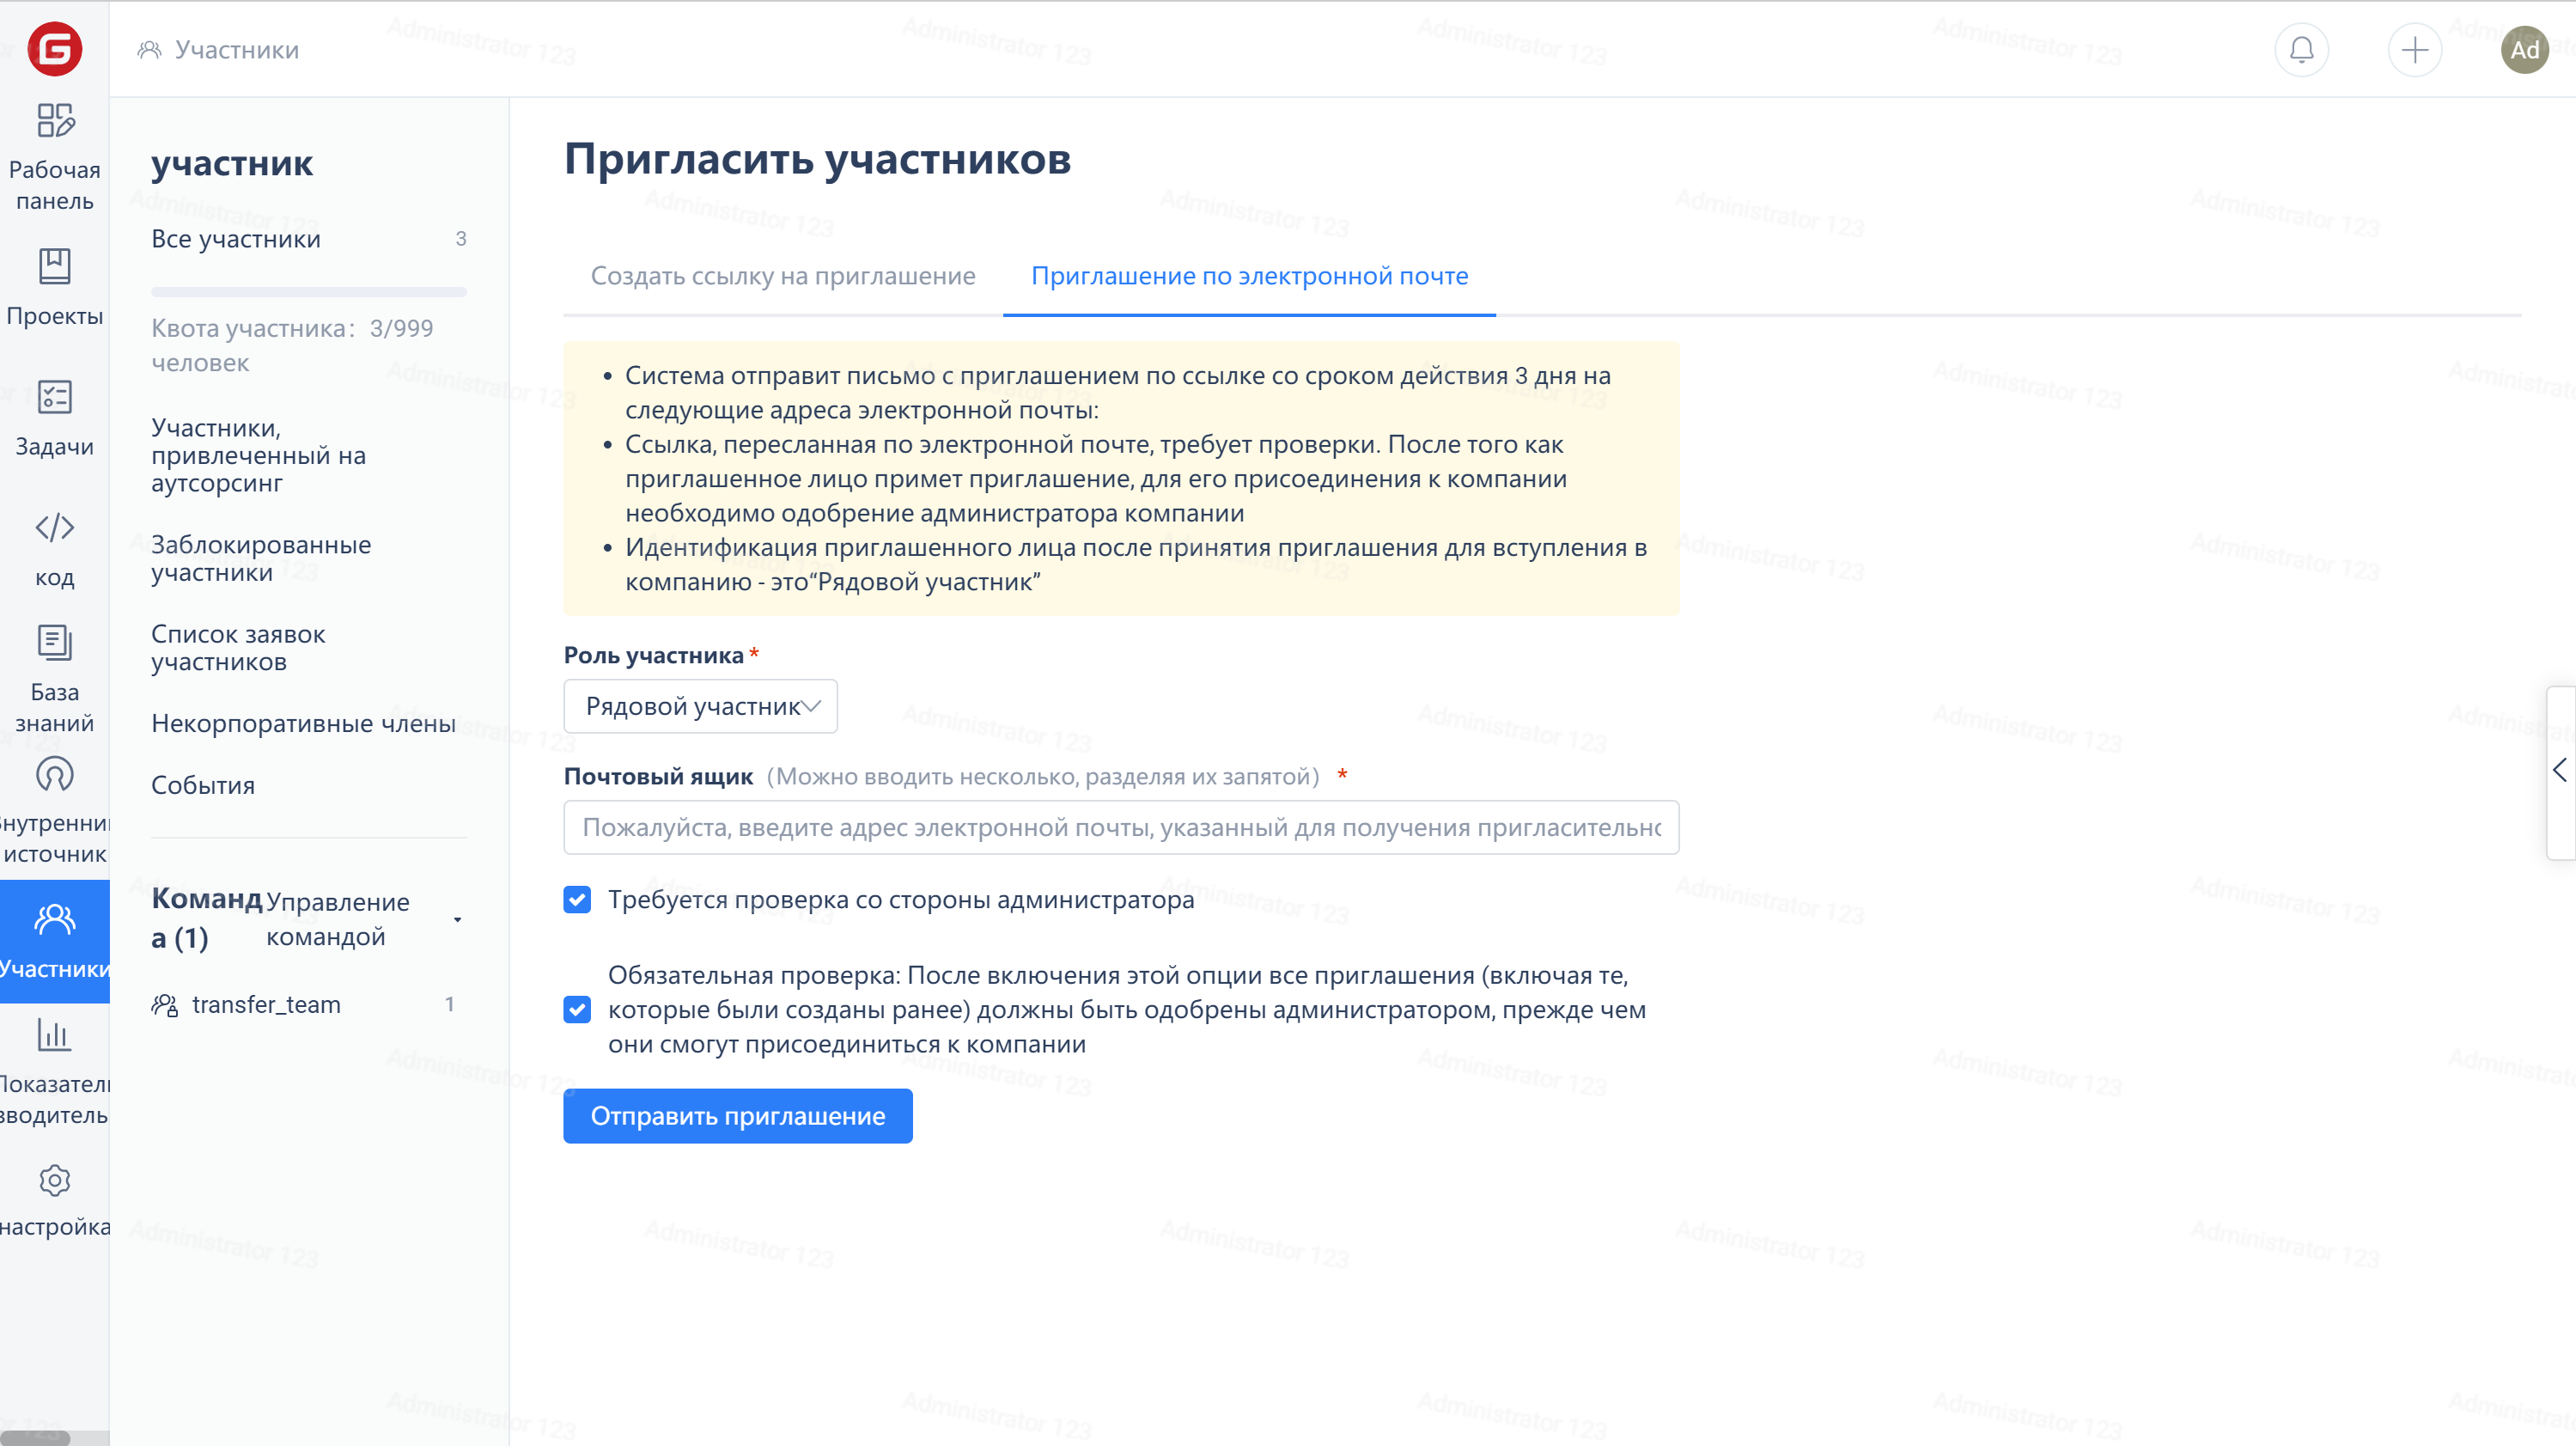 Участники
Ad
Рабочая
панель
Проекты
Задачи
код
База
знаний
источник
Участники
настройка
участник
Все участники 3
Квота участника: 3/999
человек
Участники,
привлеченный на
аутсорсинг
Заблокированные
участники
Список заявок
участников
Некорпоративные члены
События
Команд
а (1)
Управление
командой
transfer_team 1
Пригласить участников
Создать ссылку на приглашение
Приглашение по электронной почте
• Система отправит письмо с приглашением по ссылке со сроком действия 3 дня на
следующие адреса электронной почты:
• Ссылка, пересланная по электронной почте, требует проверки. После того как
приглашенное лицо примет приглашение, для его присоединения к компании
необходимо одобрение администратора компании
• Идентификация приглашенного лица после принятия приглашения для вступления в
компанию - это“Рядовой участник”
Роль участника *
Рядовой участник
Почтовый ящик (Можно вводить несколько, разделяя их запятой) *
Пожалуйста, введите адрес электронной почты, указанный для получения пригласительно
Требуется проверка со стороны администратора
Обязательная проверка: После включения этой опции все приглашения (включая те,
которые были созданы ранее) должны быть одобрены администратором, прежде чем
они смогут присоединиться к компании
Отправить приглашение
Administrator 123